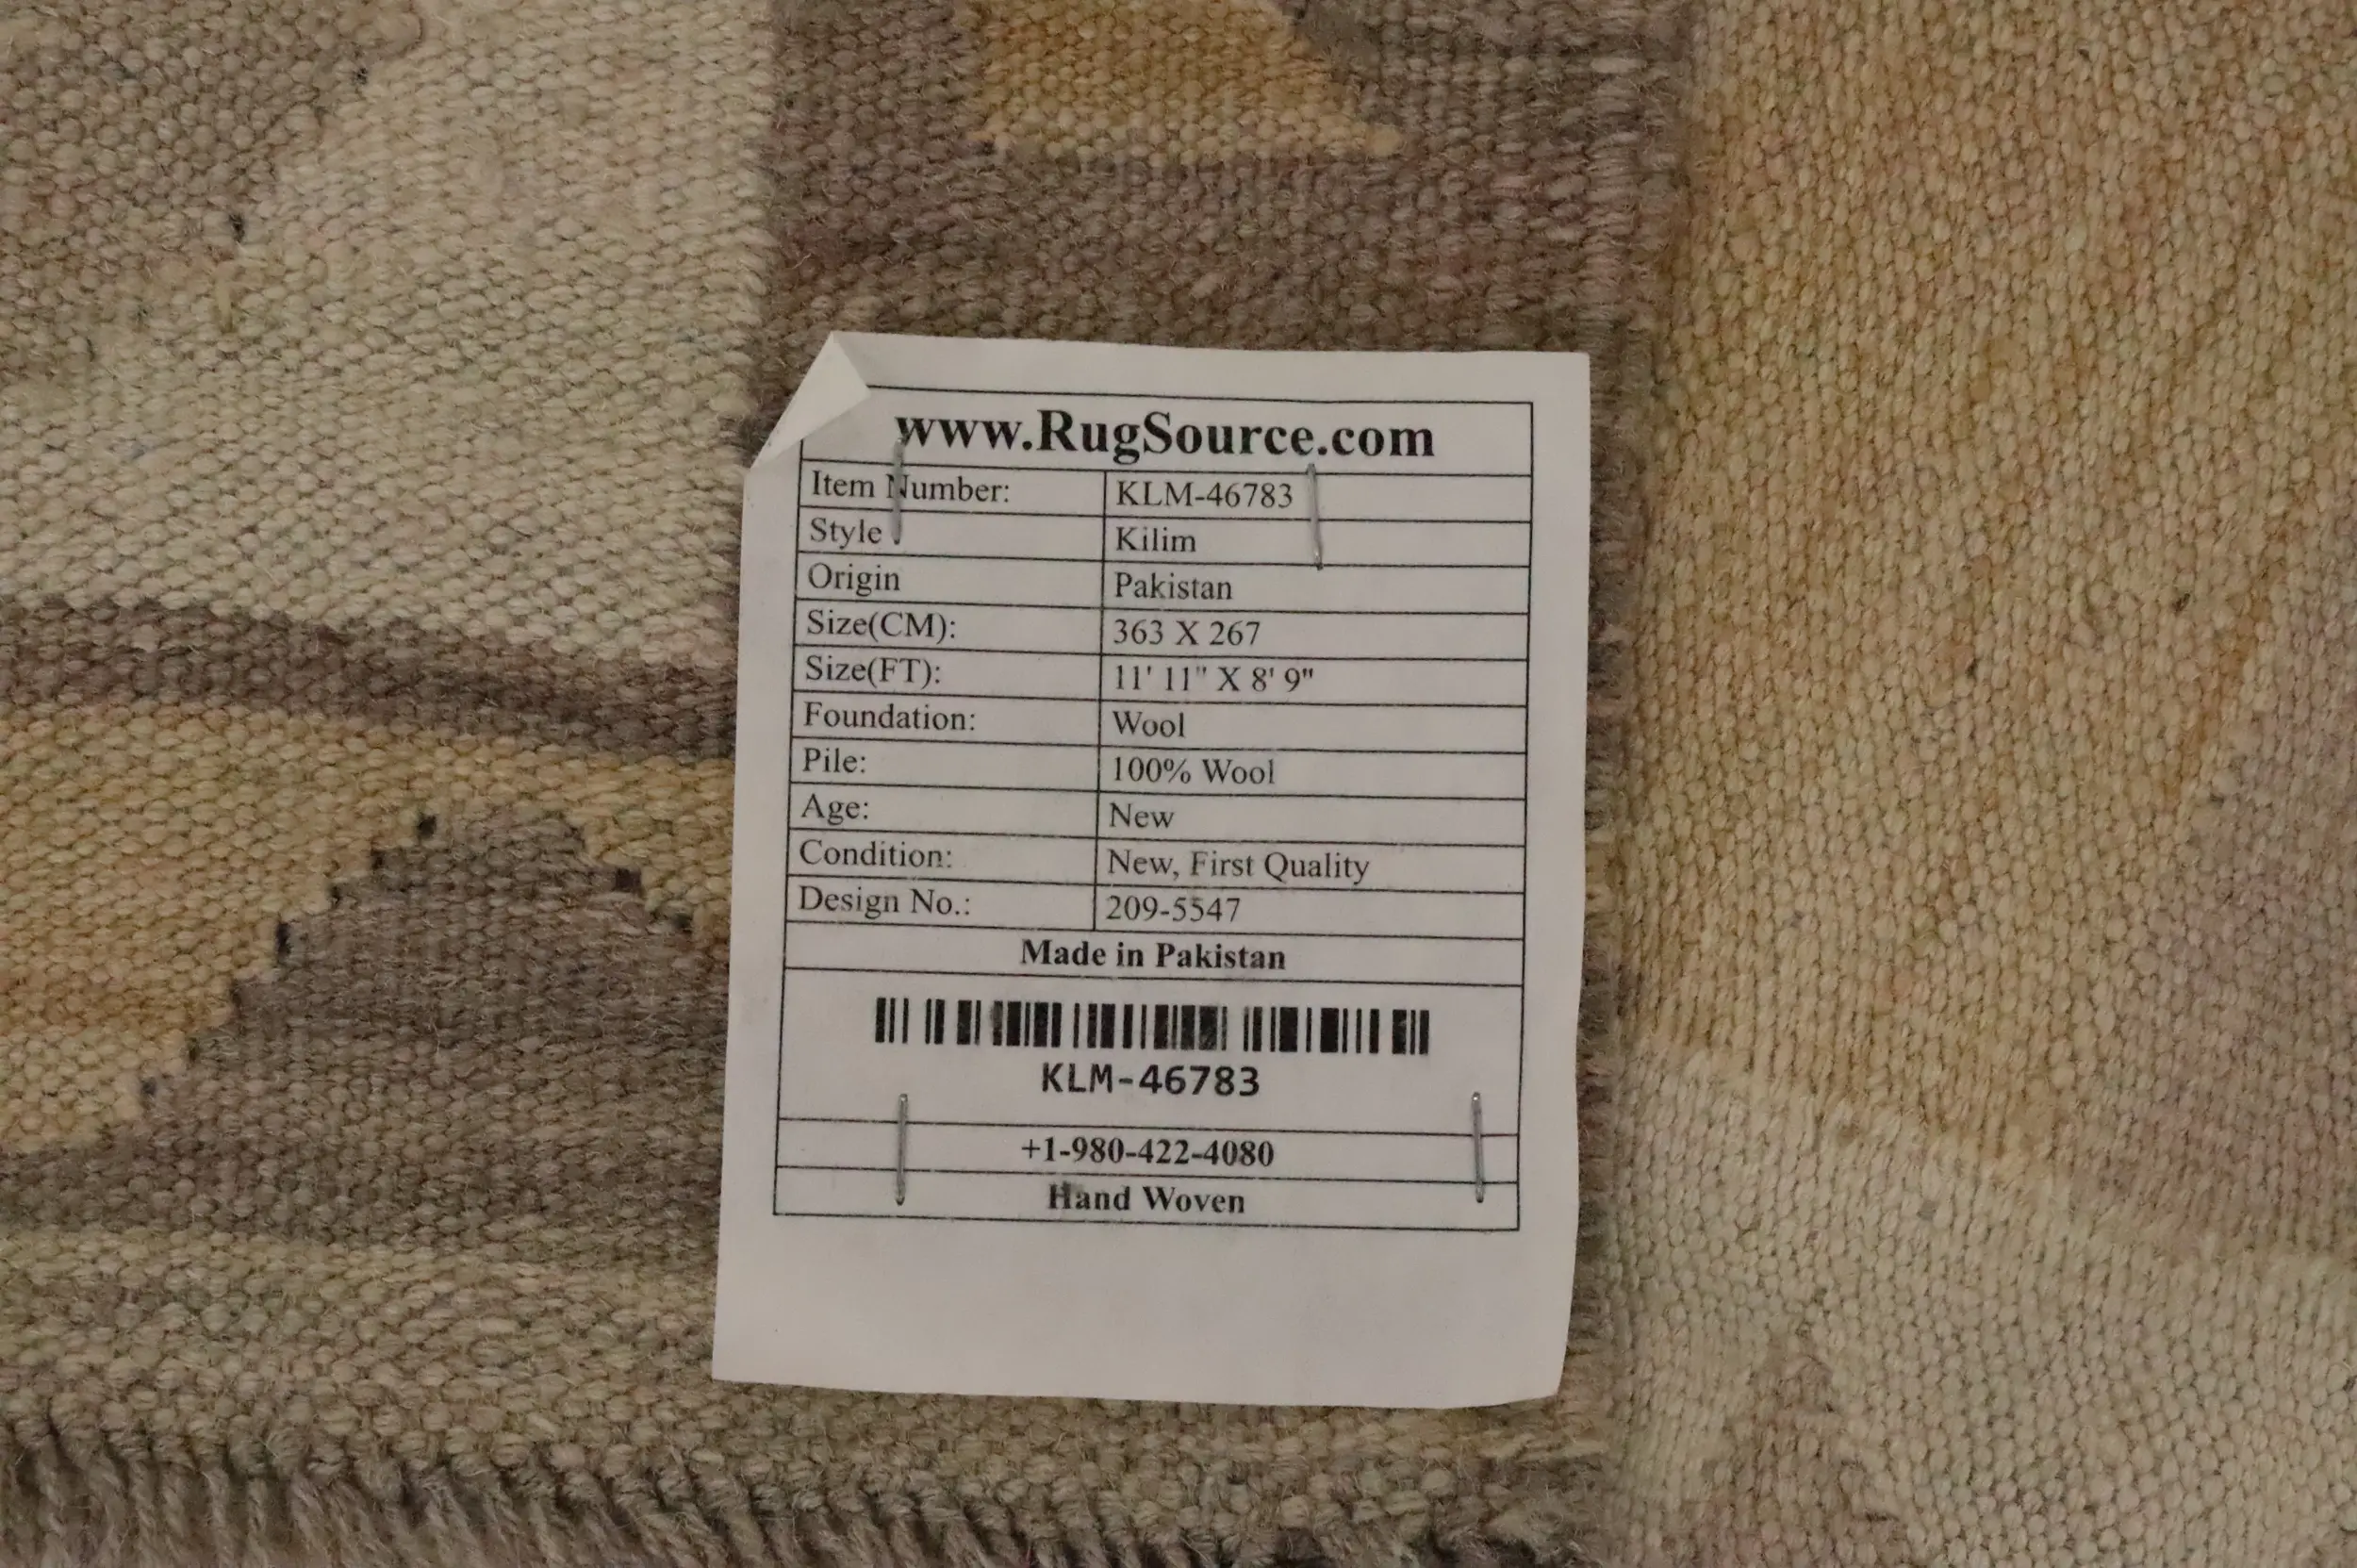 www.RugSource.com
Item Number: KLM-46783
Style Kilim
Origin Pakistan
Size(CM): 363 X 267
Size(FT): 11' 11" X 8' 9"
Foundation: Wool
Pile: 100% Wool
Age: New
Condition: New, First Quality
Design No.: 209-5547
Made in Pakistan
KLM-46783
+1-980-422-4080
Hand Woven